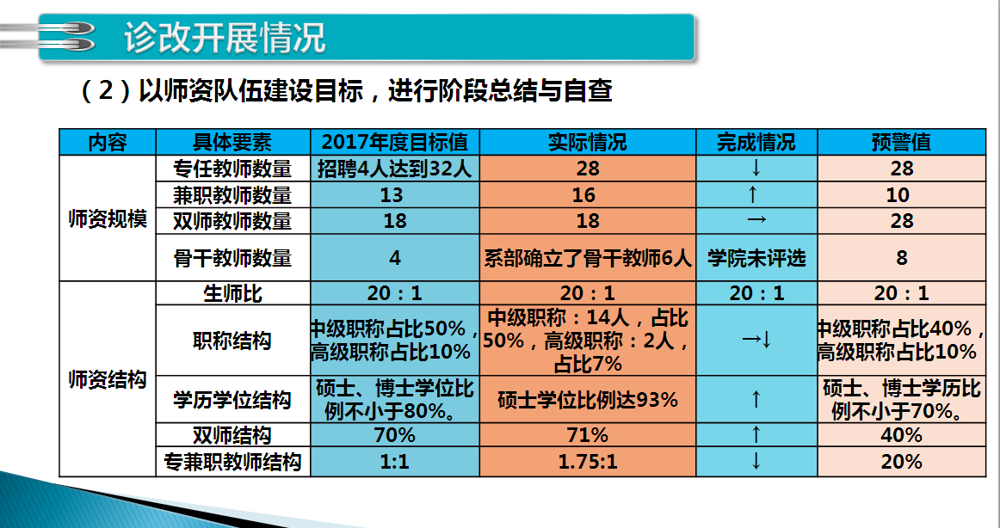 诊改开展情况
（2）以师资队伍建设目标，进行阶段总结与自查
内容 具体要素 2017年度目标值 实际情况 完成情况 预警值
师资规模
专任教师数量 招聘4人达到32人 28 ↓ 28
兼职教师数量 13 16 ↑ 10
双师教师数量 18 18 → 28
骨干教师数量 4 系部确立了骨干教师6人 学院未评选 8
师资结构
生师比 20：1 20：1 20：1 20：1
职称结构
中级职称占比50%，
高级职称占比10%
中级职称：14人，占比
50%，高级职称：2人，
占比7%
→↓
中级职称占比40%，
高级职称占比10%
学历学位结构
硕士、博士学位比
例不小于80%。
硕士学位比例达93%
↑
硕士、博士学历比
例不小于70%。
双师结构 70% 71% ↑ 40%
专兼职教师结构 1:1 1.75:1 ↓ 20%